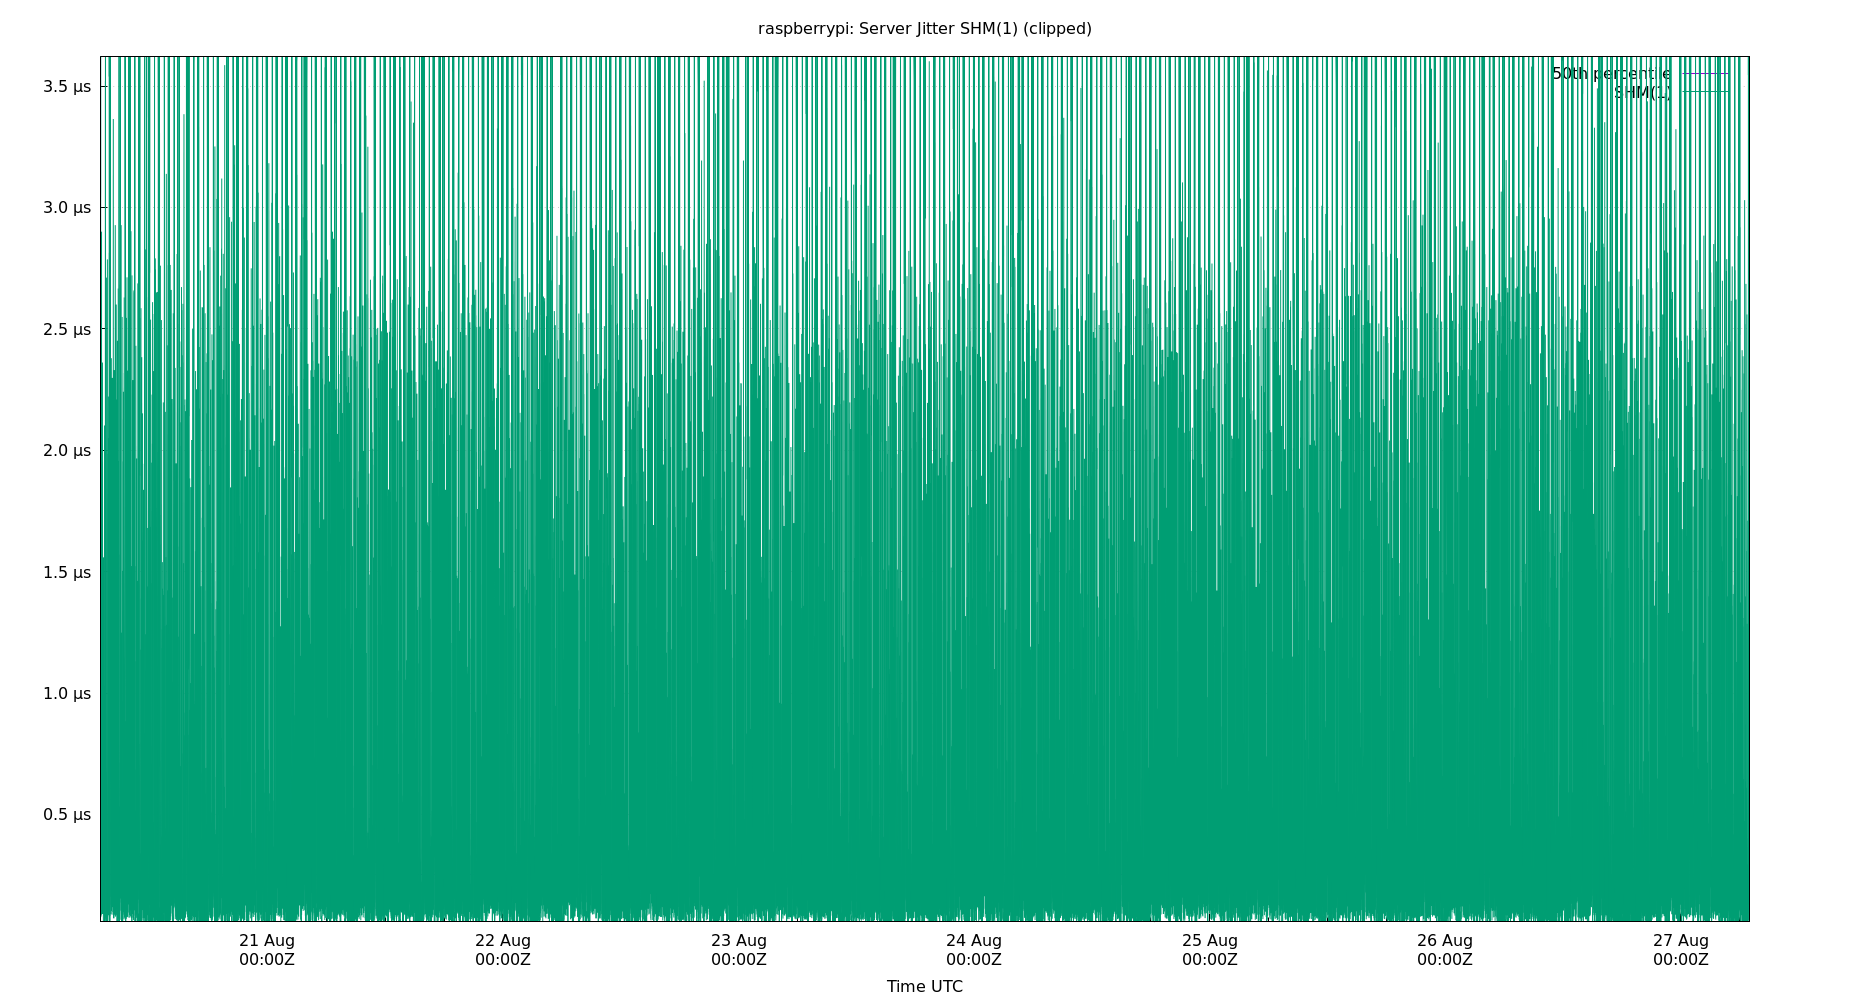 raspberrypi: Server Jitter SHM(1) (clipped)
50th percentile
SHM(1)
3.5 µs
3.0 µs
2.5 µs
2.0 µs
1.5 µs
1.0 µs
0.5 µs
21 Aug 22 Aug 23 Aug 24 Aug 25 Aug 26 Aug 27 Aug
00:00Z 00:00Z 00:00Z 00:00Z 00:00Z 00:00Z 00:00Z
Time UTC